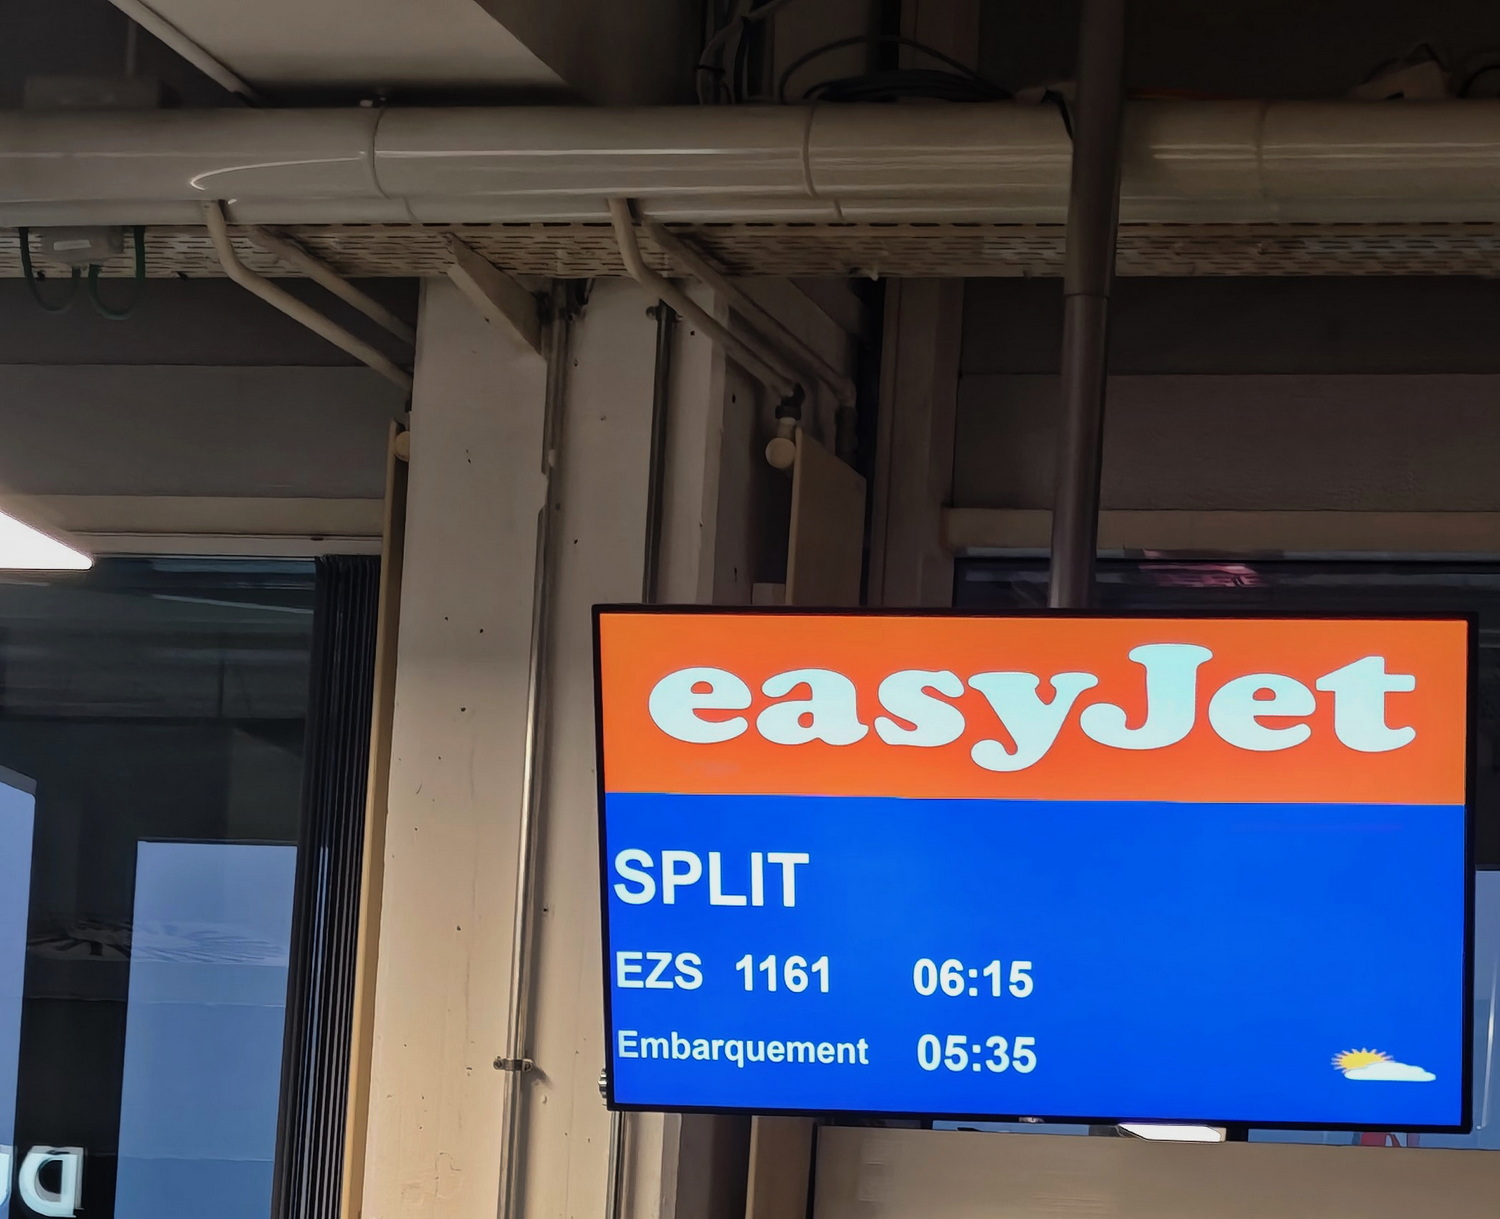 easyJet
SPLIT
EZS 1161 06:15
Embarquement 05:35